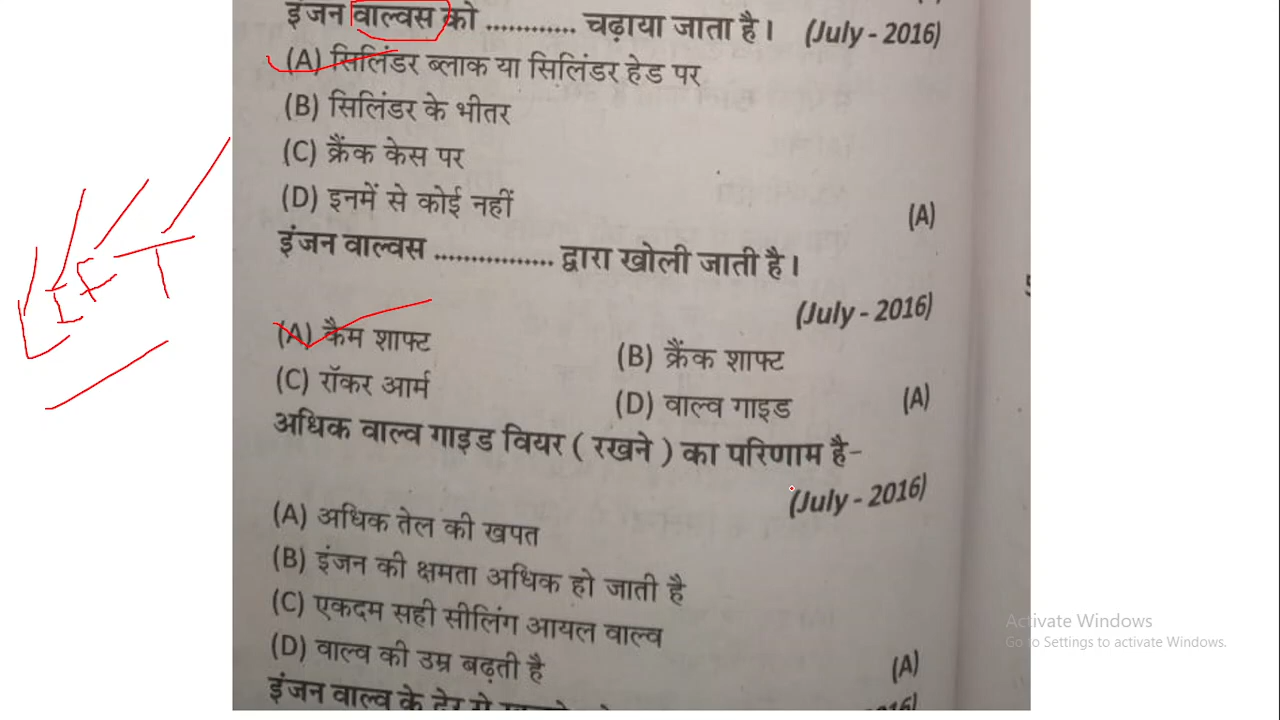 इंजन वाल्वस को ............ चढ़ाया जाता है। (July - 2016)
(A) सिलिंडर ब्लाक या सिलिंडर हेड पर
(B) सिलिंडर के भीतर
(C) क्रैंक केस पर
(D) इनमें से कोई नहीं
(A)
इंजन वाल्वस ................ द्वारा खोली जाती है।
(July - 2016)
(A) कैम शाफ्ट
(B) क्रैंक शाफ्ट
(C) रॉकर आर्म
(D) वाल्व गाइड
(A)
अधिक वाल्व गाइड वियर ( रखने ) का परिणाम है-
(July - 2016)
(A) अधिक तेल की खपत
(B) इंजन की क्षमता अधिक हो जाती है
(C) एकदम सही सीलिंग आयल वाल्व
(D) वाल्व की उम्र बढ़ती है
(A)
इंजन वाल्व के देर से
LEFT
Activate Windows
Go to Settings to activate Windows.